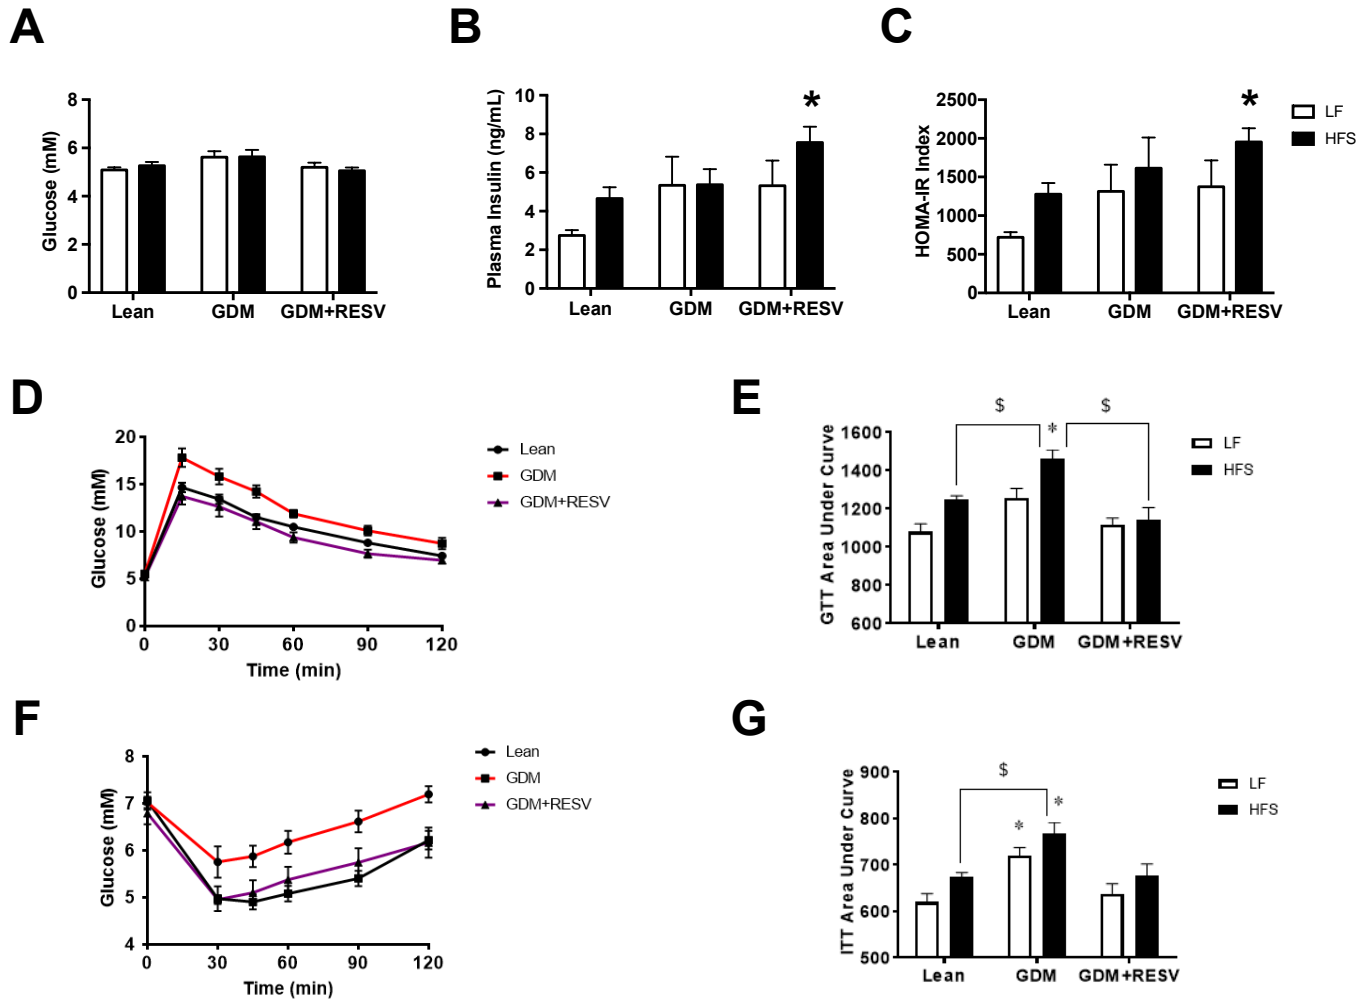 A
B
C
Glucose (mM)
8
6
4
2
0
Lean
GDM
GDM+RESV
Plasma Insulin (ng/mL)
10
8
6
4
2
0
*
Lean
GDM
GDM+RESV
HOMA-IR Index
2500
2000
1500
1000
500
0
*
Lean
GDM
GDM+RESV
LF
HFS
D
E
Glucose (mM)
20
15
10
5
0
0
30
60
90
120
Time (min)
Lean
GDM
GDM+RESV
GTT Area Under Curve
1600
1400
1200
1000
800
600
$
*
$
Lean
GDM
GDM+RESV
LF
HFS
F
G
Glucose (mM)
8
7
6
5
4
0
30
60
90
120
Time (min)
Lean
GDM
GDM+RESV
ITT Area Under Curve
900
800
700
600
500
$
*
*
Lean
GDM
GDM+RESV
LF
HFS